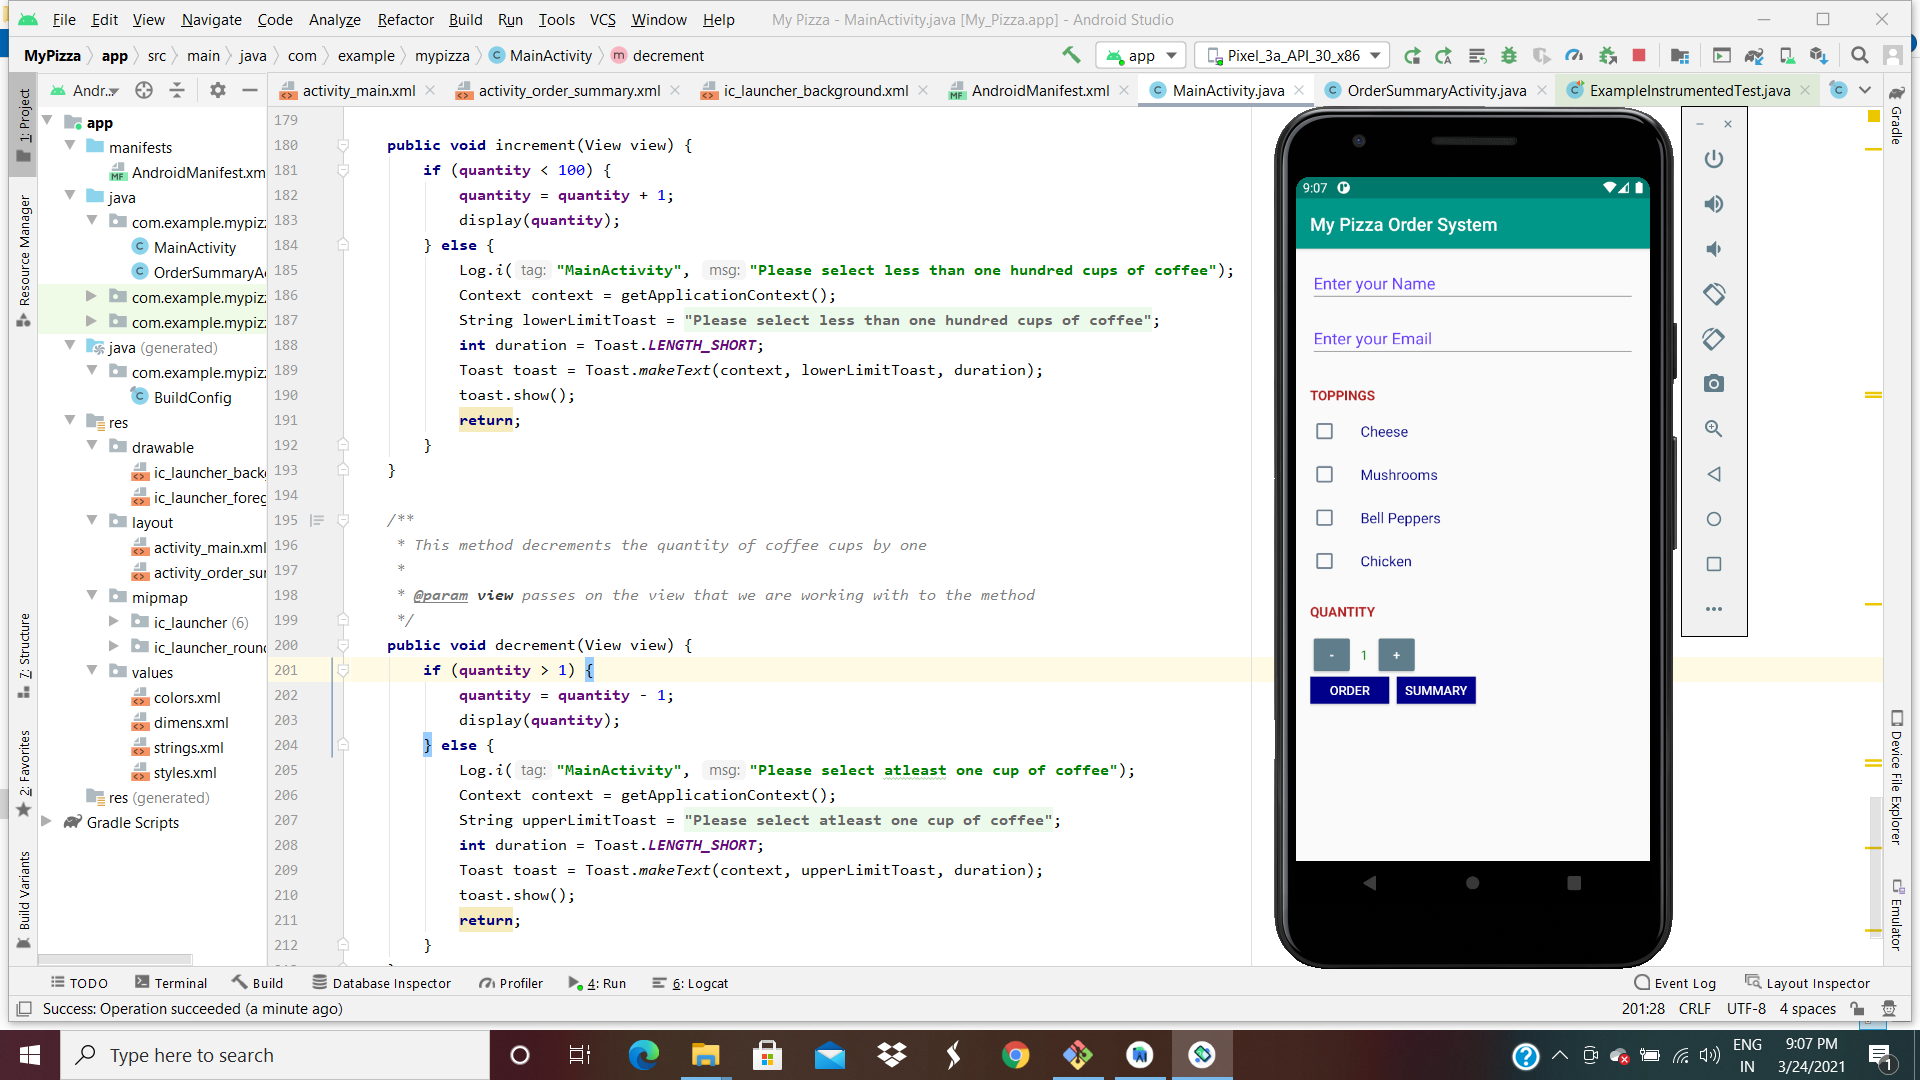 File Edit View Navigate Code Analyze Refactor Build Run Tools VCS Window Help My Pizza - MainActivity.java [My_Pizza.app] - Android Studio
MyPizza app src main java com example mypizza MainActivity decrement app Pixel_3a_API_30_x86
Andr... activity_main.xml activity_order_summary.xml ic_launcher_background.xml AndroidManifest.xml MainActivity.java OrderSummaryActivity.java ExampleInstrumentedTest.java
1: Project
Resource Manager
7: Structure
2: Favorites
Build Variants
app
manifests
AndroidManifest.xm
java
com.example.mypizz
MainActivity
OrderSummaryA
com.example.mypizz
com.example.mypizz
java (generated)
com.example.mypizz
BuildConfig
res
drawable
ic_launcher_back
ic_launcher_foreg
layout
activity_main.xml
activity_order_su
mipmap
ic_launcher (6)
ic_launcher_roun
values
colors.xml
dimens.xml
strings.xml
styles.xml
res (generated)
Gradle Scripts
179
180 public void increment(View view) {
181 if (quantity < 100) {
182 quantity = quantity + 1;
183 display(quantity);
184 } else {
185 Log.i( tag: "MainActivity", msg: "Please select less than one hundred cups of coffee");
186 Context context = getApplicationContext();
187 String lowerLimitToast = "Please select less than one hundred cups of coffee";
188 int duration = Toast.LENGTH_SHORT;
189 Toast toast = Toast.makeText(context, lowerLimitToast, duration);
190 toast.show();
191 return;
192 }
193 }
194
195 /**
196 * This method decrements the quantity of coffee cups by one
197 *
198 * @param view passes on the view that we are working with to the method
199 */
200 public void decrement(View view) {
201 if (quantity > 1) {
202 quantity = quantity - 1;
203 display(quantity);
204 } else {
205 Log.i( tag: "MainActivity", msg: "Please select atleast one cup of coffee");
206 Context context = getApplicationContext();
207 String upperLimitToast = "Please select atleast one cup of coffee";
208 int duration = Toast.LENGTH_SHORT;
209 Toast toast = Toast.makeText(context, upperLimitToast, duration);
210 toast.show();
211 return;
212 }
9:07
My Pizza Order System
Enter your Name
Enter your Email
TOPPINGS
Cheese
Mushrooms
Bell Peppers
Chicken
QUANTITY
- 1 +
ORDER SUMMARY
Gradle
Device File Explorer
Emulator
TODO Terminal Build Database Inspector Profiler 4: Run 6: Logcat Event Log Layout Inspector
Success: Operation succeeded (a minute ago) 201:28 CRLF UTF-8 4 spaces
Type here to search
ENG
IN
9:07 PM
3/24/2021
1